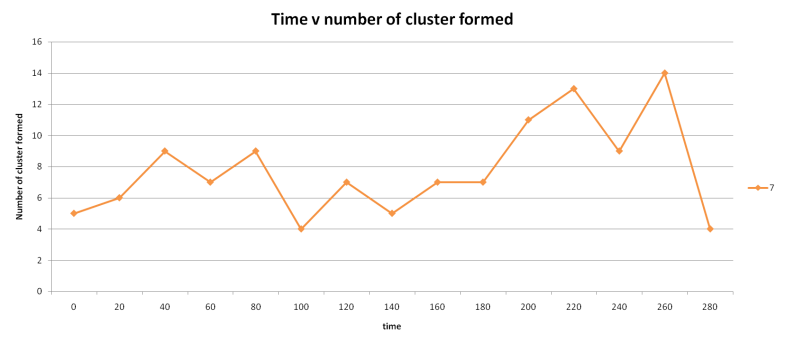 Time v number of cluster formed
Number of cluster formed
16
14
12
10
8
6
4
2
0
0 20 40 60 80 100 120 140 160 180 200 220 240 260 280
time
7